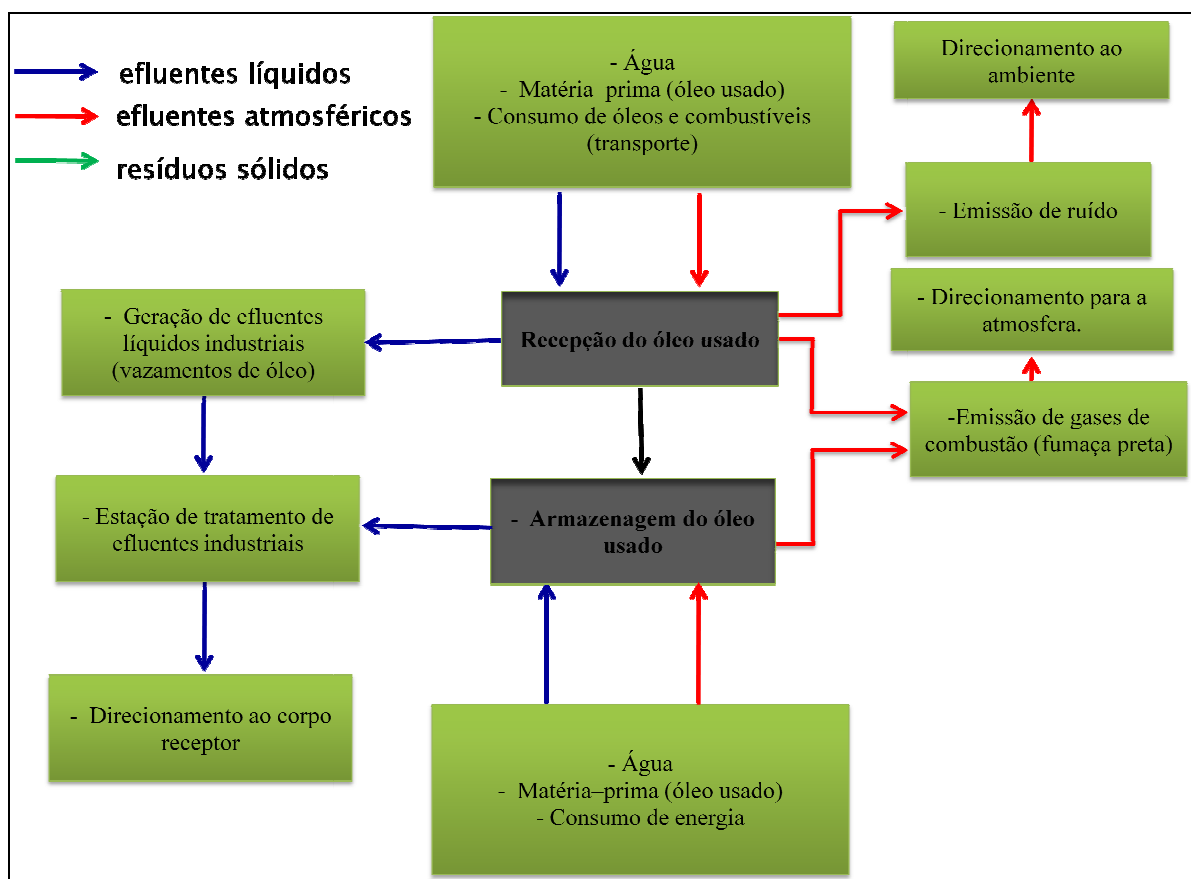 efluentes líquidos
efluentes atmosféricos
resíduos sólidos
- Água
- Matéria prima (óleo usado)
- Consumo de óleos e combustíveis
(transporte)
Direcionamento ao
ambiente
- Emissão de ruído
- Direcionamento para a
atmosfera.
- Geração de efluentes
líquidos industriais
(vazamentos de óleo)
Recepção do óleo usado
-Emissão de gases de
combustão (fumaça preta)
- Estação de tratamento de
efluentes industriais
- Armazenagem do óleo
usado
- Direcionamento ao corpo
receptor
- Água
- Matéria–prima (óleo usado)
- Consumo de energia